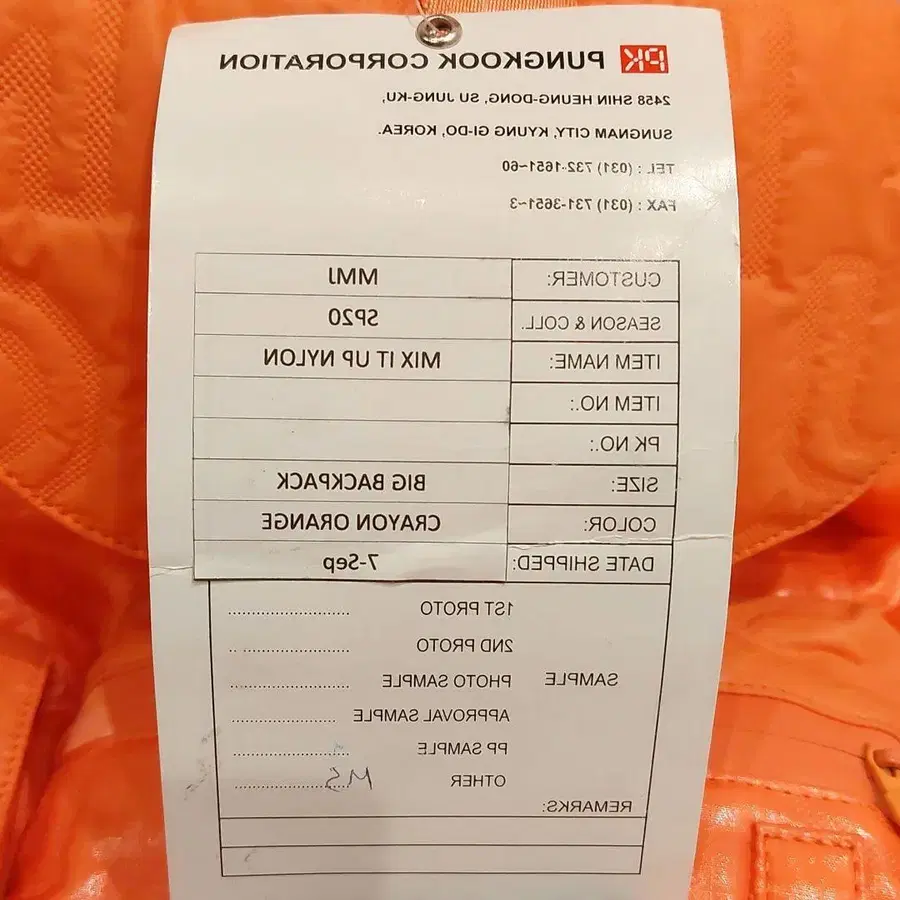 PK PUNGKOOK CORPORATION
2458 SHIN HEUNG-DONG, SU JUNG-KU,
SUNGNAM CITY, KYUNG GI-DO, KOREA.
TEL : (031) 732-1651~60
FAX : (031) 731-3651~3
CUSTOMER: MMJ
SEASON & COLL. SP20
ITEM NAME: MIX IT UP NYLON
ITEM NO.:
PK NO.:
SIZE: BIG BACKPACK
COLOR: CRAYON ORANGE
DATE SHIPPED: 7-Sep
SAMPLE
1ST PROTO
2ND PROTO
PHOTO SAMPLE
APPROVAL SAMPLE
PP SAMPLE
OTHER MS
REMARKS: